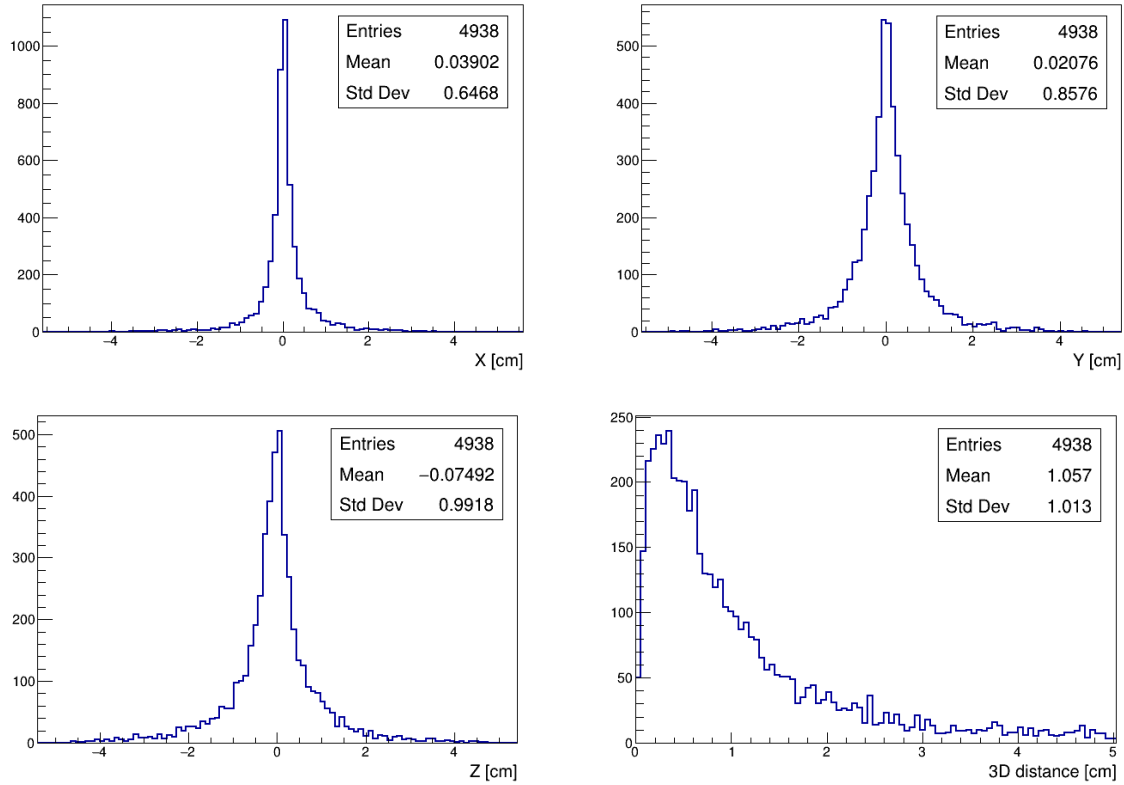 Entries 4938
Mean 0.03902
Std Dev 0.6468
1000
800
600
400
200
0
−4 −2 0 2 4
X [cm]
Entries 4938
Mean 0.02076
Std Dev 0.8576
500
400
300
200
100
0
−4 −2 0 2 4
Y [cm]
Entries 4938
Mean −0.07492
Std Dev 0.9918
500
400
300
200
100
0
−4 −2 0 2 4
Z [cm]
Entries 4938
Mean 1.057
Std Dev 1.013
250
200
150
100
50
0
0 1 2 3 4 5
3D distance [cm]